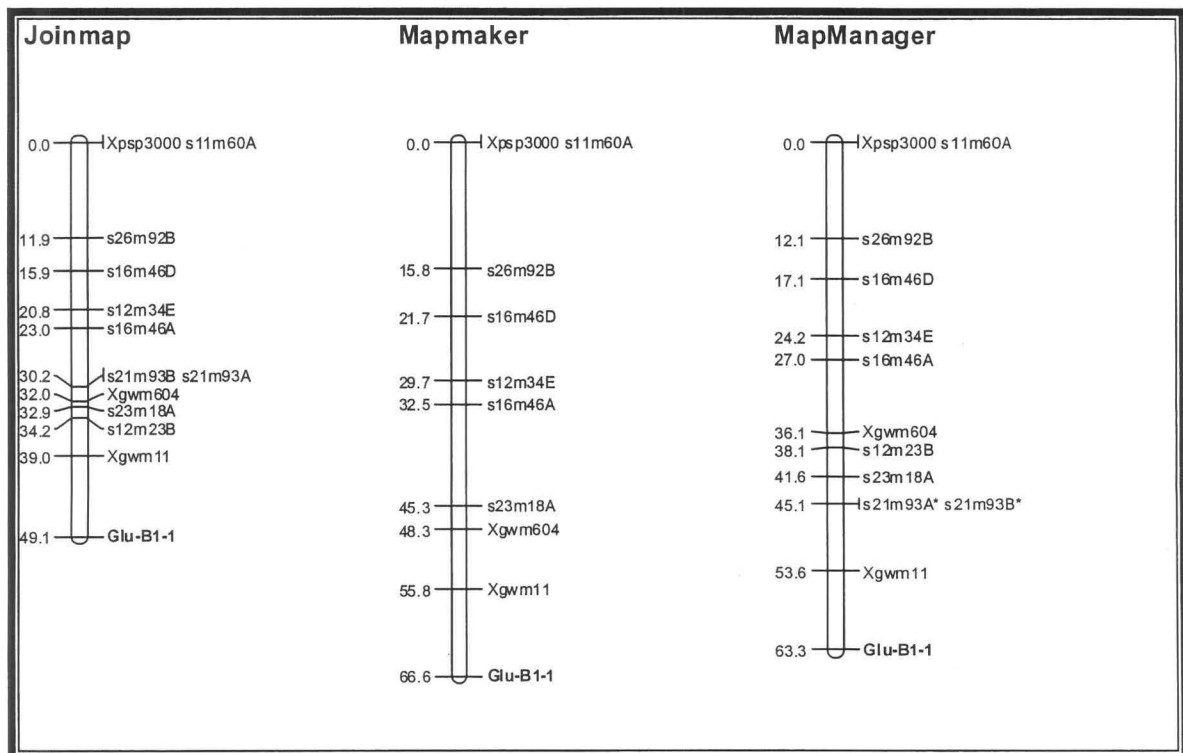 Joinmap
0.0 Xpsp3000 s11m60A
11.9 s26m92B
15.9 s16m46D
20.8 s12m34E
23.0 s16m46A
30.2 s21m93B s21m93A
32.0 Xgwm604
32.9 s23m18A
34.2 s12m23B
39.0 Xgwm11
49.1 Glu-B1-1
Mapmaker
0.0 Xpsp3000 s11m60A
15.8 s26m92B
21.7 s16m46D
29.7 s12m34E
32.5 s16m46A
45.3 s23m18A
48.3 Xgwm604
55.8 Xgwm11
66.6 Glu-B1-1
MapManager
0.0 Xpsp3000 s11m60A
12.1 s26m92B
17.1 s16m46D
24.2 s12m34E
27.0 s16m46A
36.1 Xgwm604
38.1 s12m23B
41.6 s23m18A
45.1 s21m93A* s21m93B*
53.6 Xgwm11
63.3 Glu-B1-1